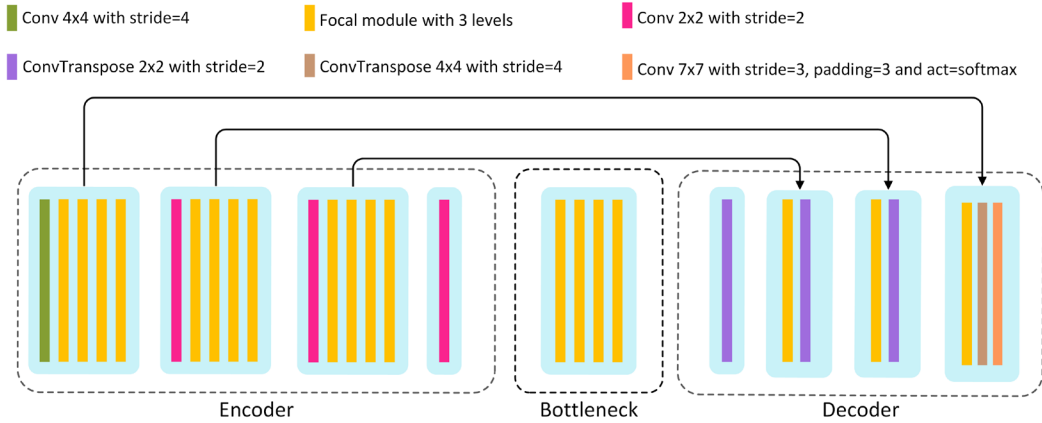 Conv 4x4 with stride=4
Focal module with 3 levels
Conv 2x2 with stride=2
ConvTranspose 2x2 with stride=2
ConvTranspose 4x4 with stride=4
Conv 7x7 with stride=3, padding=3 and act=softmax
Encoder
Bottleneck
Decoder